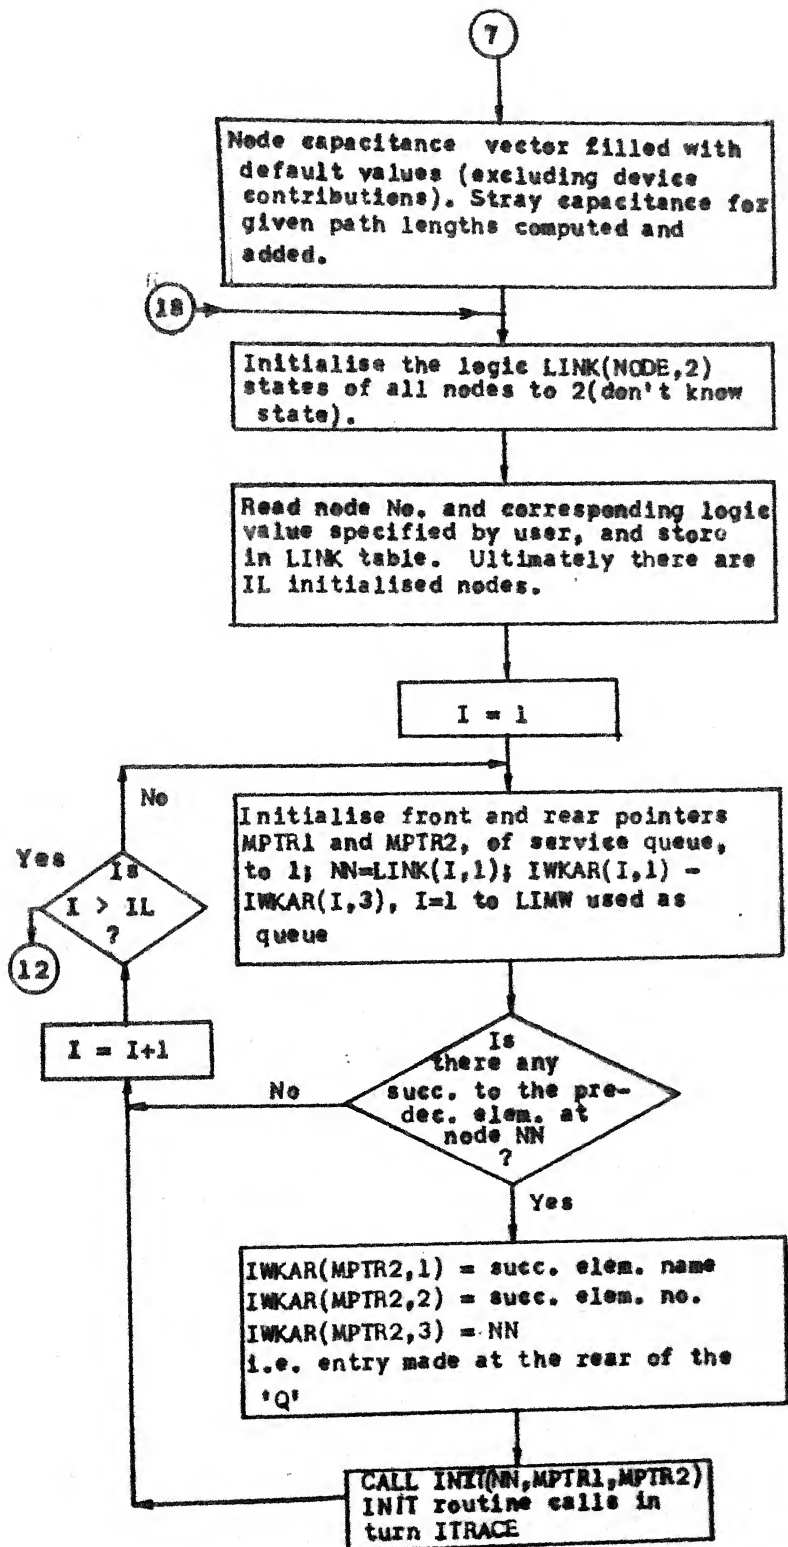 7
Node capacitance vector filled with
default values (excluding device
contributions). Stray capacitance for
given path lengths computed and
added.
18
Initialise the logic LINK(NODE,2)
states of all nodes to 2(don't know
state).
Read node No. and corresponding logic
value specified by user, and store
in LINK table. Ultimately there are
IL initialised nodes.
I = 1
No
Initialise front and rear pointers
MPTR1 and MPTR2, of service queue,
to 1; NN=LINK(I,1); IWKAR(I,1) -
IWKAR(I,3), I=1 to LIMW used as
queue
Yes
Is
I > IL
?
12
I = I+1
Is
there any
succ. to the pre-
dec. elem. at
node NN
?
No
Yes
IWKAR(MPTR2,1) = succ. elem. name
IWKAR(MPTR2,2) = succ. elem. no.
IWKAR(MPTR2,3) = NN
i.e. entry made at the rear of the
'Q'
CALL INIT(NN,MPTR1,MPTR2)
INIT routine calls in
turn ITRACE